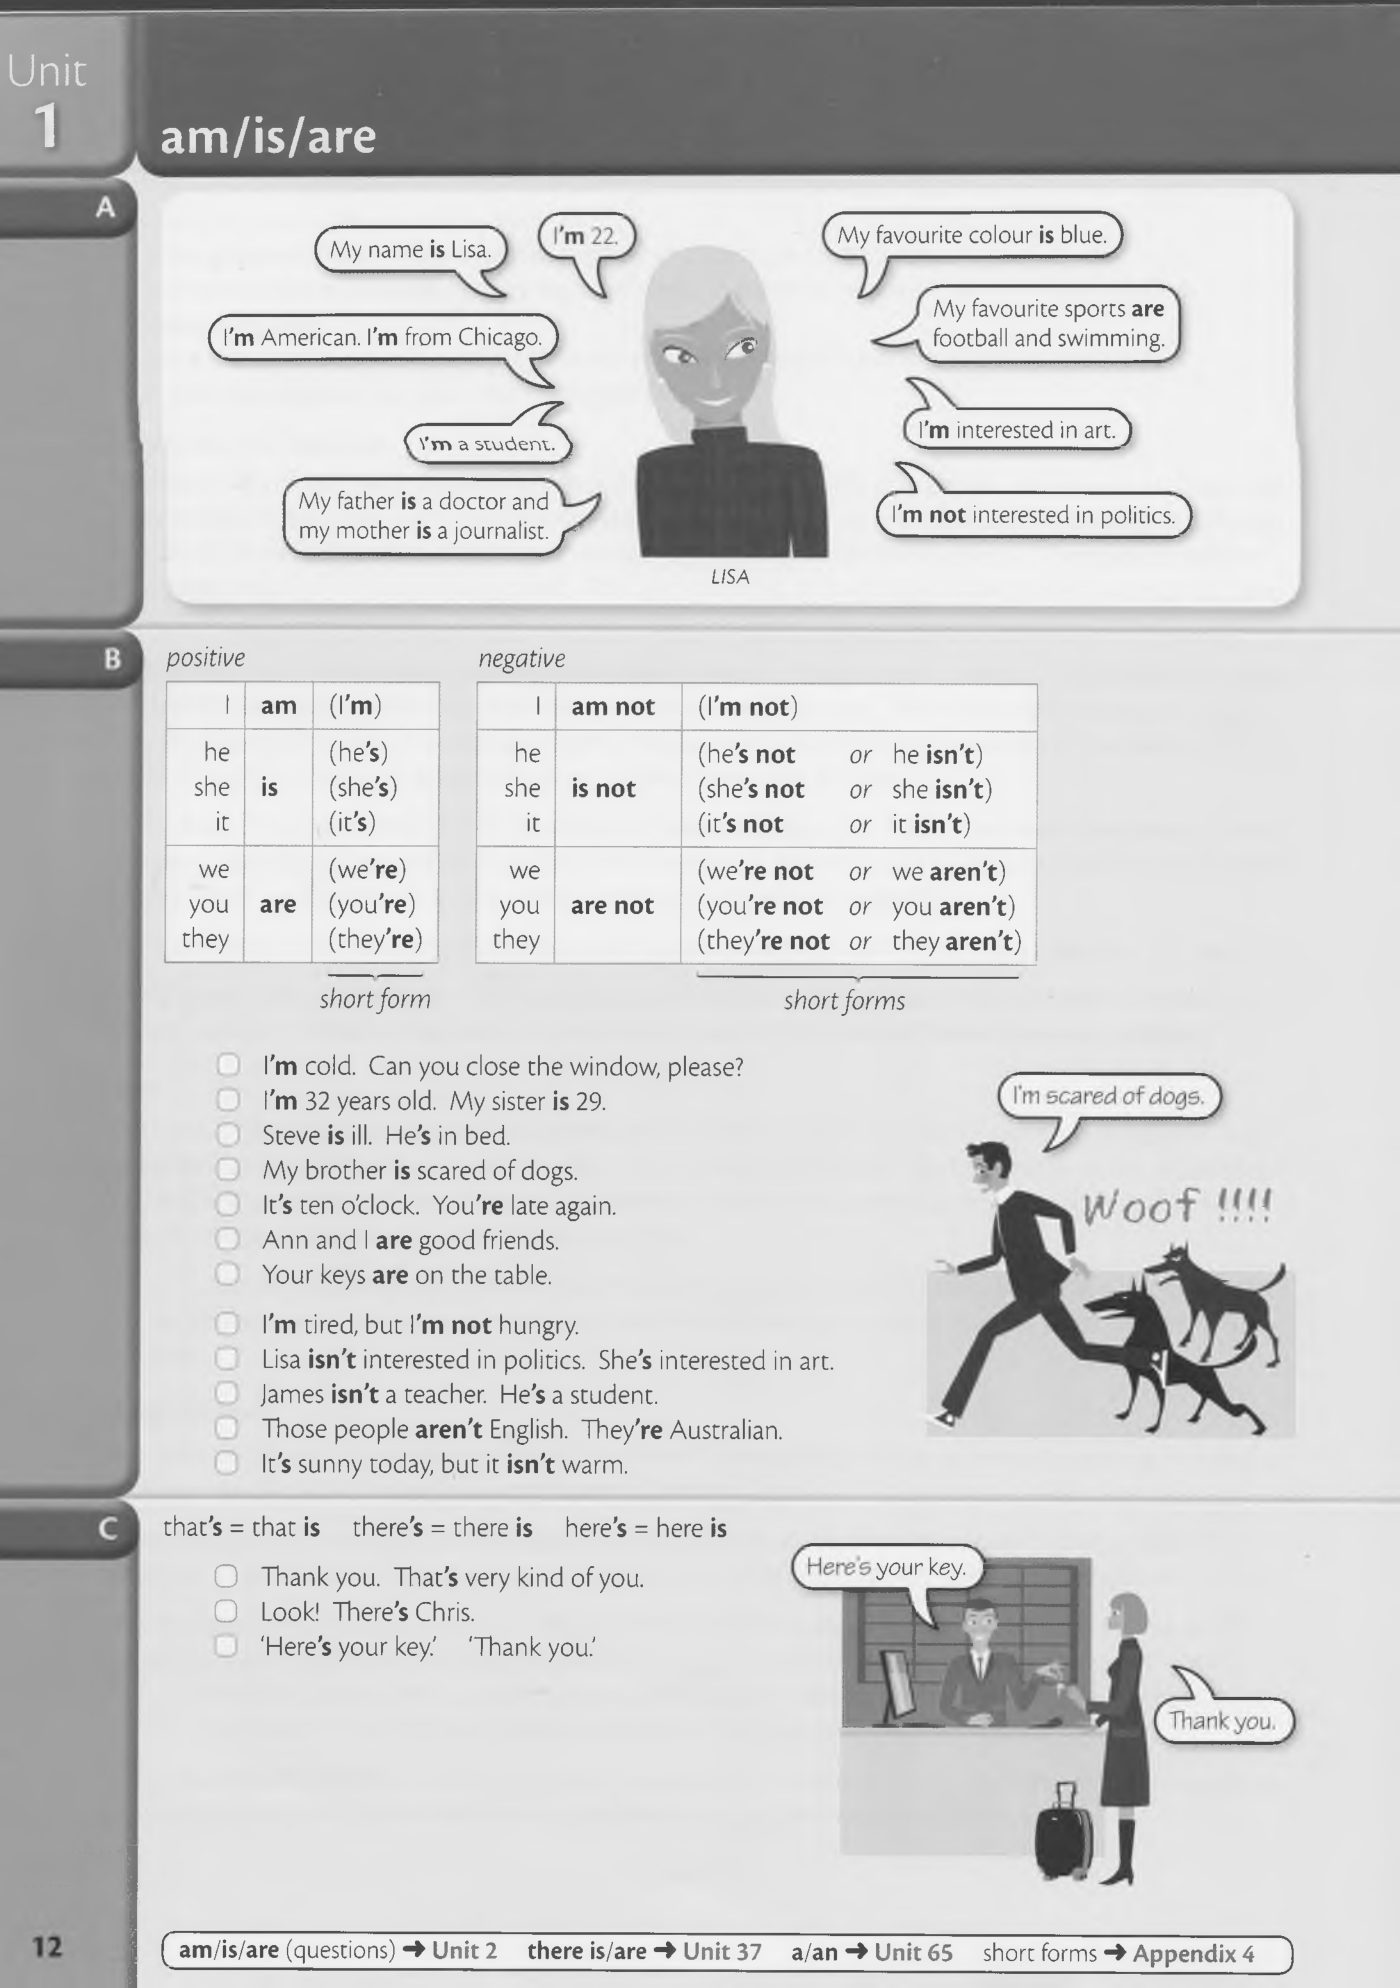 Unit
1
am/is/are
A
My name is Lisa.
I'm 22.
My favourite colour is blue.
I'm American. I'm from Chicago.
My favourite sports are
football and swimming.
I'm a student.
I'm interested in art.
My father is a doctor and
my mother is a journalist.
I'm not interested in politics.
LISA
B
positive
I am (I'm)
he (he's)
she is (she's)
it (it's)
we (we're)
you are (you're)
they (they're)
short form
negative
I am not (I'm not)
he (he's not or he isn't)
she is not (she's not or she isn't)
it (it's not or it isn't)
we (we're not or we aren't)
you are not (you're not or you aren't)
they (they're not or they aren't)
short forms
I'm cold. Can you close the window, please?
I'm 32 years old. My sister is 29.
Steve is ill. He's in bed.
My brother is scared of dogs.
It's ten o'clock. You're late again.
Ann and I are good friends.
Your keys are on the table.
I'm tired, but I'm not hungry.
Lisa isn't interested in politics. She's interested in art.
James isn't a teacher. He's a student.
Those people aren't English. They're Australian.
It's sunny today, but it isn't warm.
I'm scared of dogs.
Woof !!!!
C
that's = that is there's = there is here's = here is
Thank you. That's very kind of you.
Look! There's Chris.
'Here's your key.' 'Thank you.'
Here's your key.
Thank you.
12
am/is/are (questions) → Unit 2 there is/are → Unit 37 a/an → Unit 65 short forms → Appendix 4